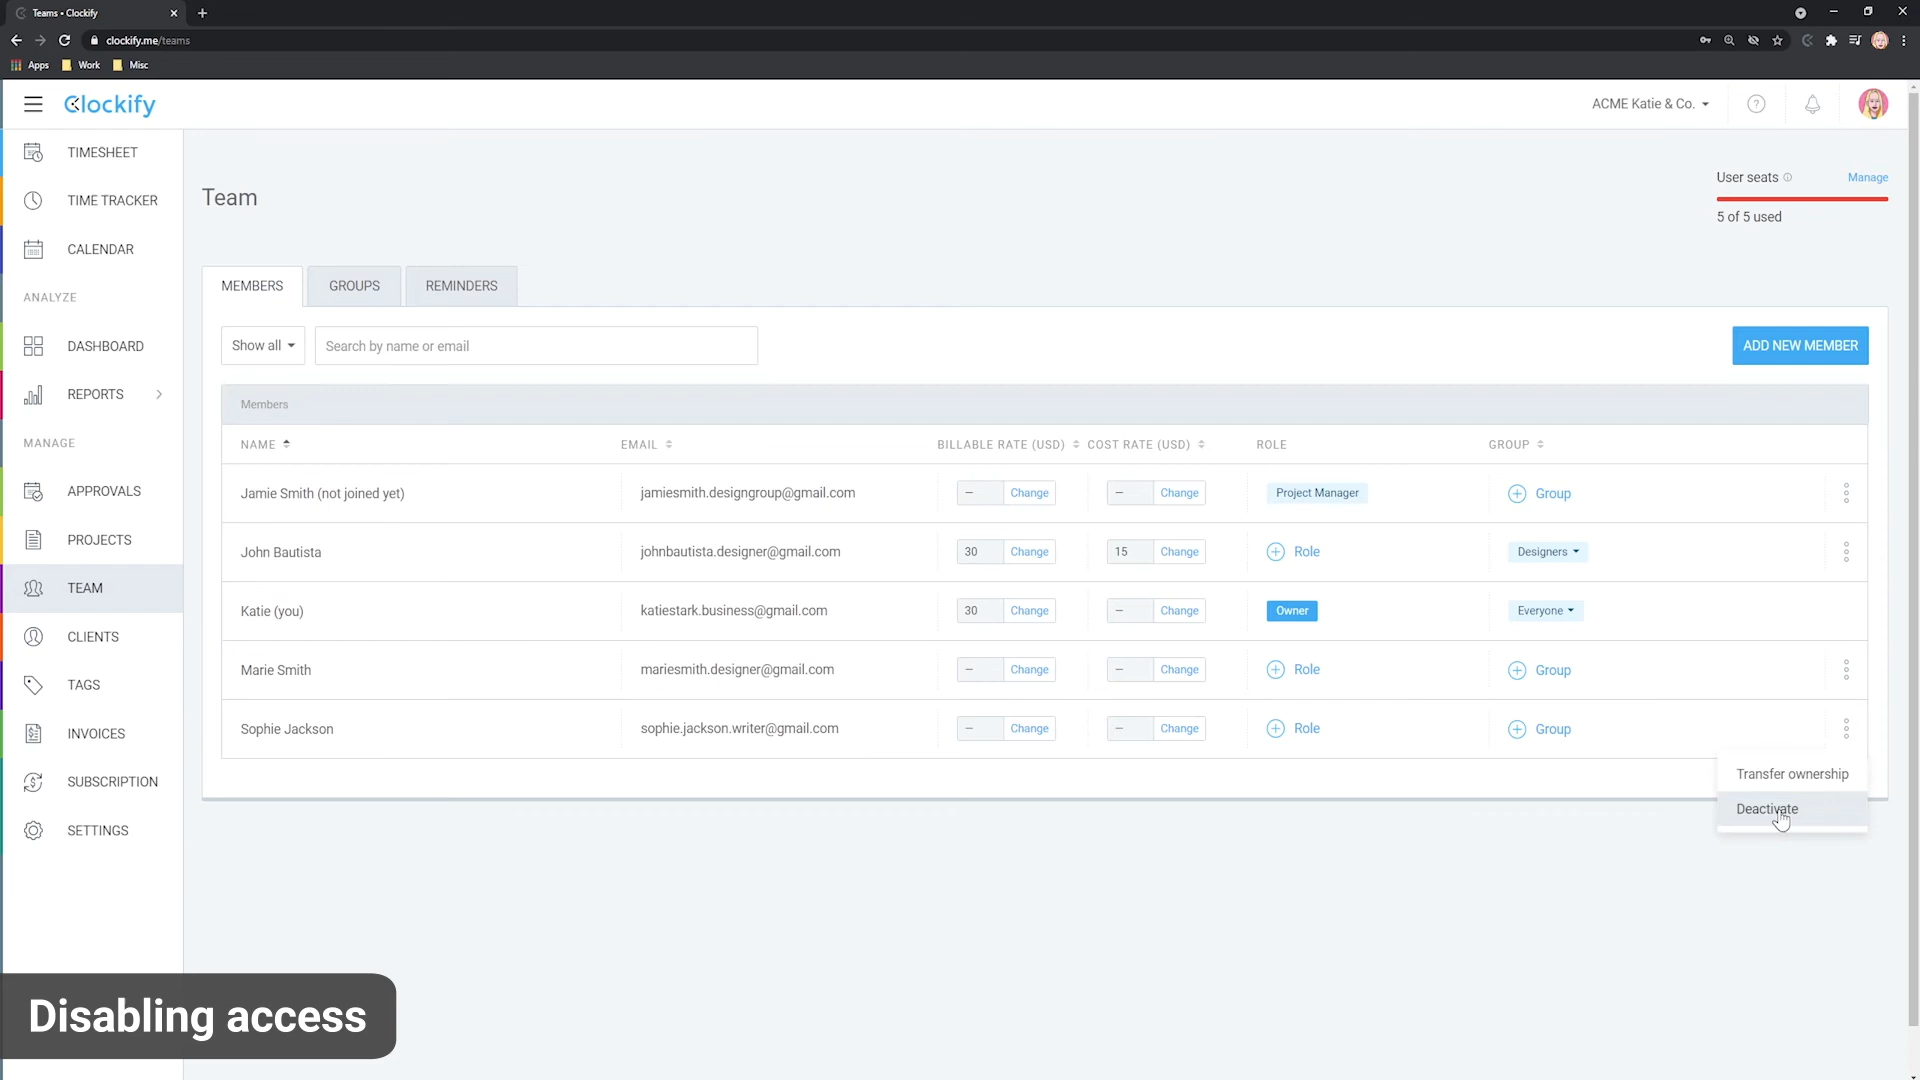 Teams - Clockify
clockify.me/teams
Apps
Work
Misc
Clockify
ACME Katie & Co.
TIMESHEET
TIME TRACKER
CALENDAR
ANALYZE
DASHBOARD
REPORTS
MANAGE
APPROVALS
PROJECTS
TEAM
CLIENTS
TAGS
INVOICES
SUBSCRIPTION
SETTINGS
Team
User seats
Manage
5 of 5 used
MEMBERS
GROUPS
REMINDERS
Show all
Search by name or email
ADD NEW MEMBER
Members
NAME EMAIL BILLABLE RATE (USD) COST RATE (USD) ROLE GROUP
Jamie Smith (not joined yet) jamiesmith.designgroup@gmail.com – Change – Change Project Manager Group
John Bautista johnbautista.designer@gmail.com 30 Change 15 Change Role Designers
Katie (you) katiestark.business@gmail.com 30 Change – Change Owner Everyone
Marie Smith mariesmith.designer@gmail.com – Change – Change Role Group
Sophie Jackson sophie.jackson.writer@gmail.com – Change – Change Role Group
Transfer ownership
Deactivate
Disabling access